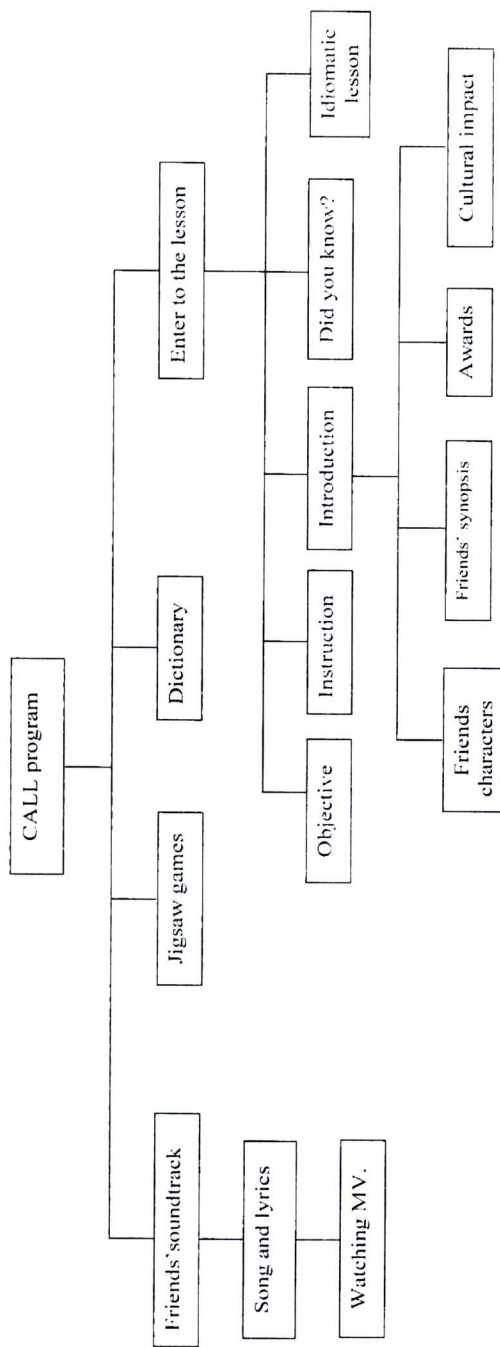 CALL program
Friends'soundtrack
Jigsaw games
Dictionary
Enter to the lesson
Song and lyrics
Objective
Instruction
Introduction
Did you know?
Idiomatic
lesson
Watching MV.
Friends
characters
Friends' synopsis
Awards
Cultural impact